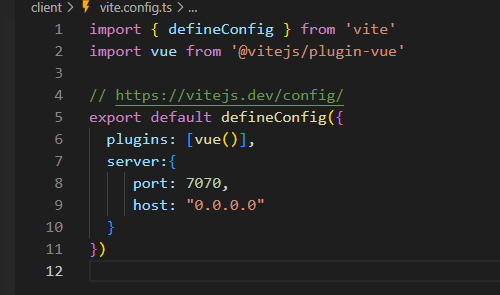 client > vite.config.ts > ...
1 import { defineConfig } from 'vite'
2 import vue from '@vitejs/plugin-vue'
3
4 // https://vitejs.dev/config/
5 export default defineConfig({
6   plugins: [vue()],
7   server:{
8      port: 7070,
9      host: "0.0.0.0"
10   }
11 })
12